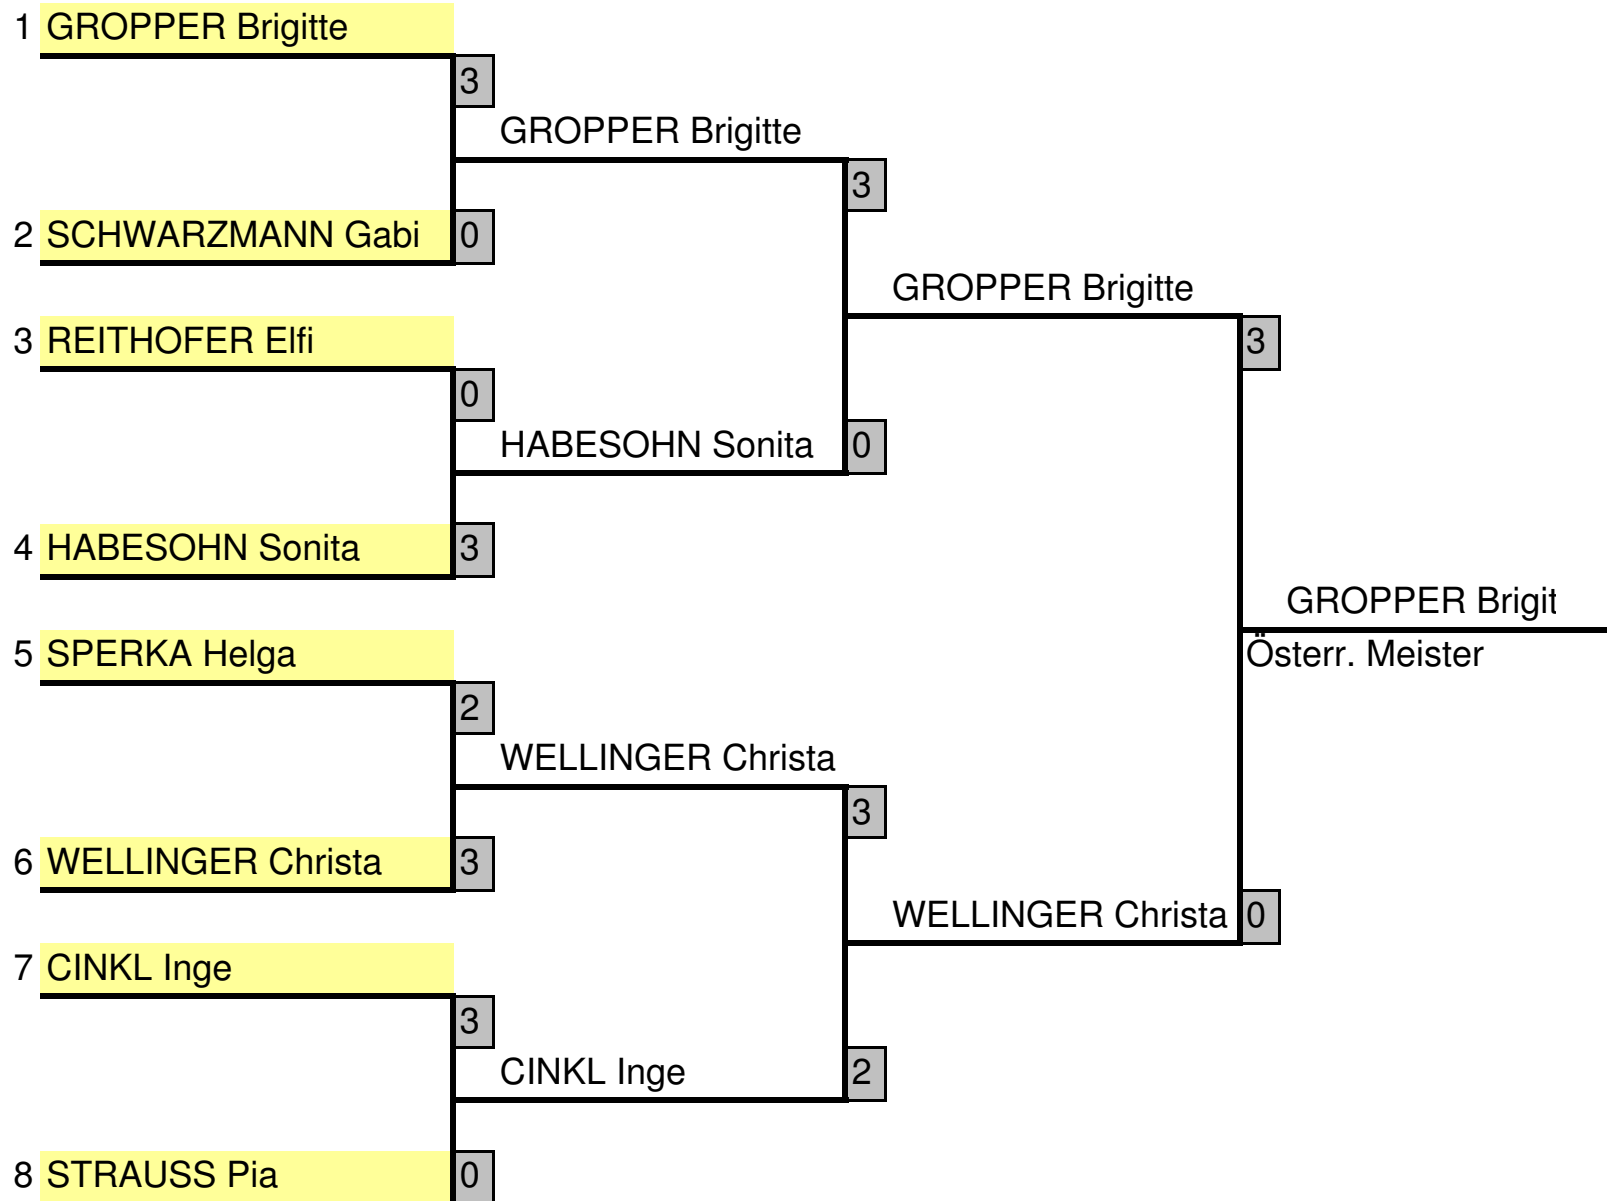 1 GROPPER Brigitte
3
GROPPER Brigitte
3
2 SCHWARZMANN Gabi 0
GROPPER Brigitte
3 REITHOFER Elfi
3
0
HABESOHN Sonita 0
4 HABESOHN Sonita 3
GROPPER Brigit
5 SPERKA Helga
Österr. Meister
2
WELLINGER Christa
3
6 WELLINGER Christa 3
WELLINGER Christa 0
7 CINKL Inge
3
CINKL Inge 2
8 STRAUSS Pia 0